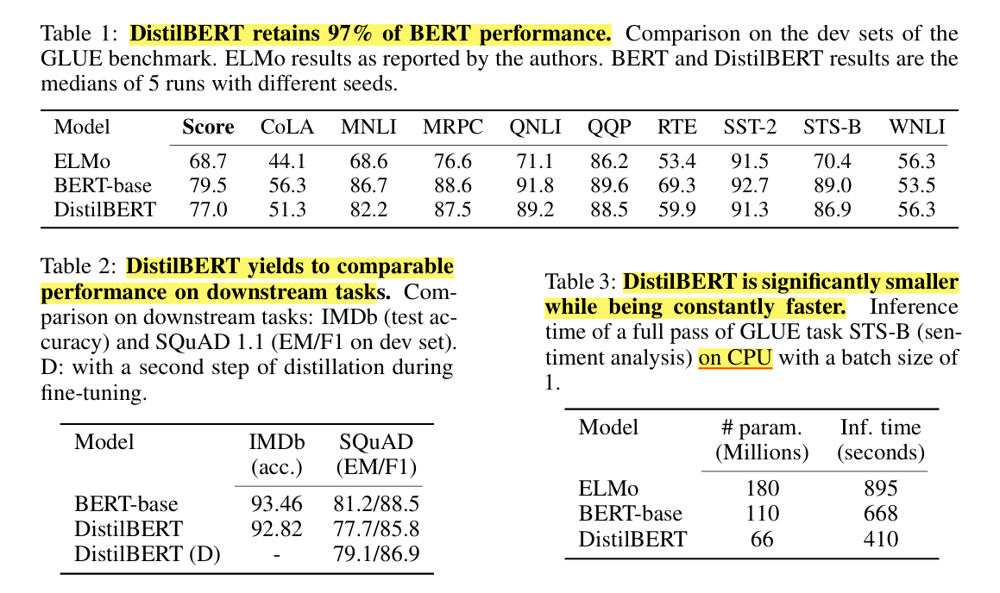 Table 1: DistilBERT retains 97% of BERT performance. Comparison on the dev sets of the
GLUE benchmark. ELMo results as reported by the authors. BERT and DistilBERT results are the
medians of 5 runs with different seeds.
Model Score CoLA MNLI MRPC QNLI QQP RTE SST-2 STS-B WNLI
ELMo 68.7 44.1 68.6 76.6 71.1 86.2 53.4 91.5 70.4 56.3
BERT-base 79.5 56.3 86.7 88.6 91.8 89.6 69.3 92.7 89.0 53.5
DistilBERT 77.0 51.3 82.2 87.5 89.2 88.5 59.9 91.3 86.9 56.3
Table 2: DistilBERT yields to comparable
performance on downstream tasks. Com-
parison on downstream tasks: IMDb (test ac-
curacy) and SQuAD 1.1 (EM/F1 on dev set).
D: with a second step of distillation during
fine-tuning.
Model IMDb SQuAD
(acc.) (EM/F1)
BERT-base 93.46 81.2/88.5
DistilBERT 92.82 77.7/85.8
DistilBERT (D) - 79.1/86.9
Table 3: DistilBERT is significantly smaller
while being constantly faster. Inference
time of a full pass of GLUE task STS-B (sen-
timent analysis) on CPU with a batch size of
1.
Model # param. Inf. time
(Millions) (seconds)
ELMo 180 895
BERT-base 110 668
DistilBERT 66 410